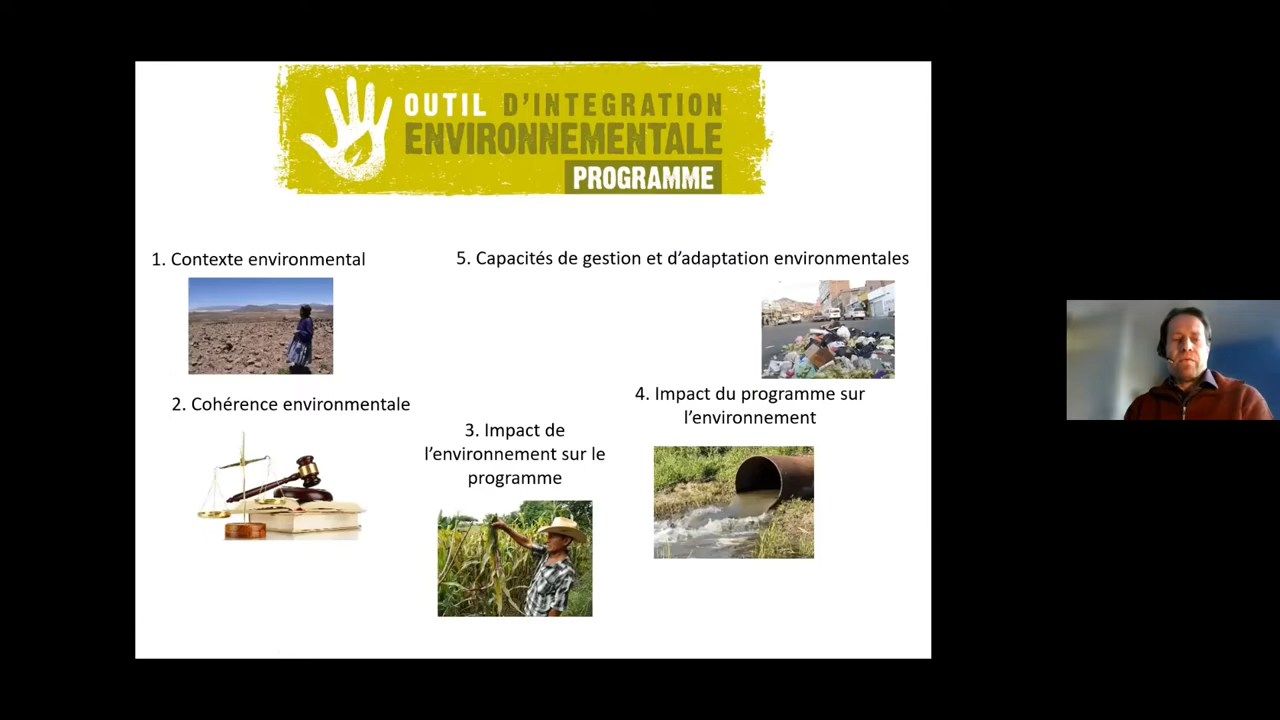 OUTIL D'INTEGRATION
ENVIRONNEMENTALE
PROGRAMME
1. Contexte environmental
5. Capacités de gestion et d'adaptation environmentales
2. Cohérence environmentale
3. Impact de
l'environnement sur le
programme
4. Impact du programme sur
l'environnement